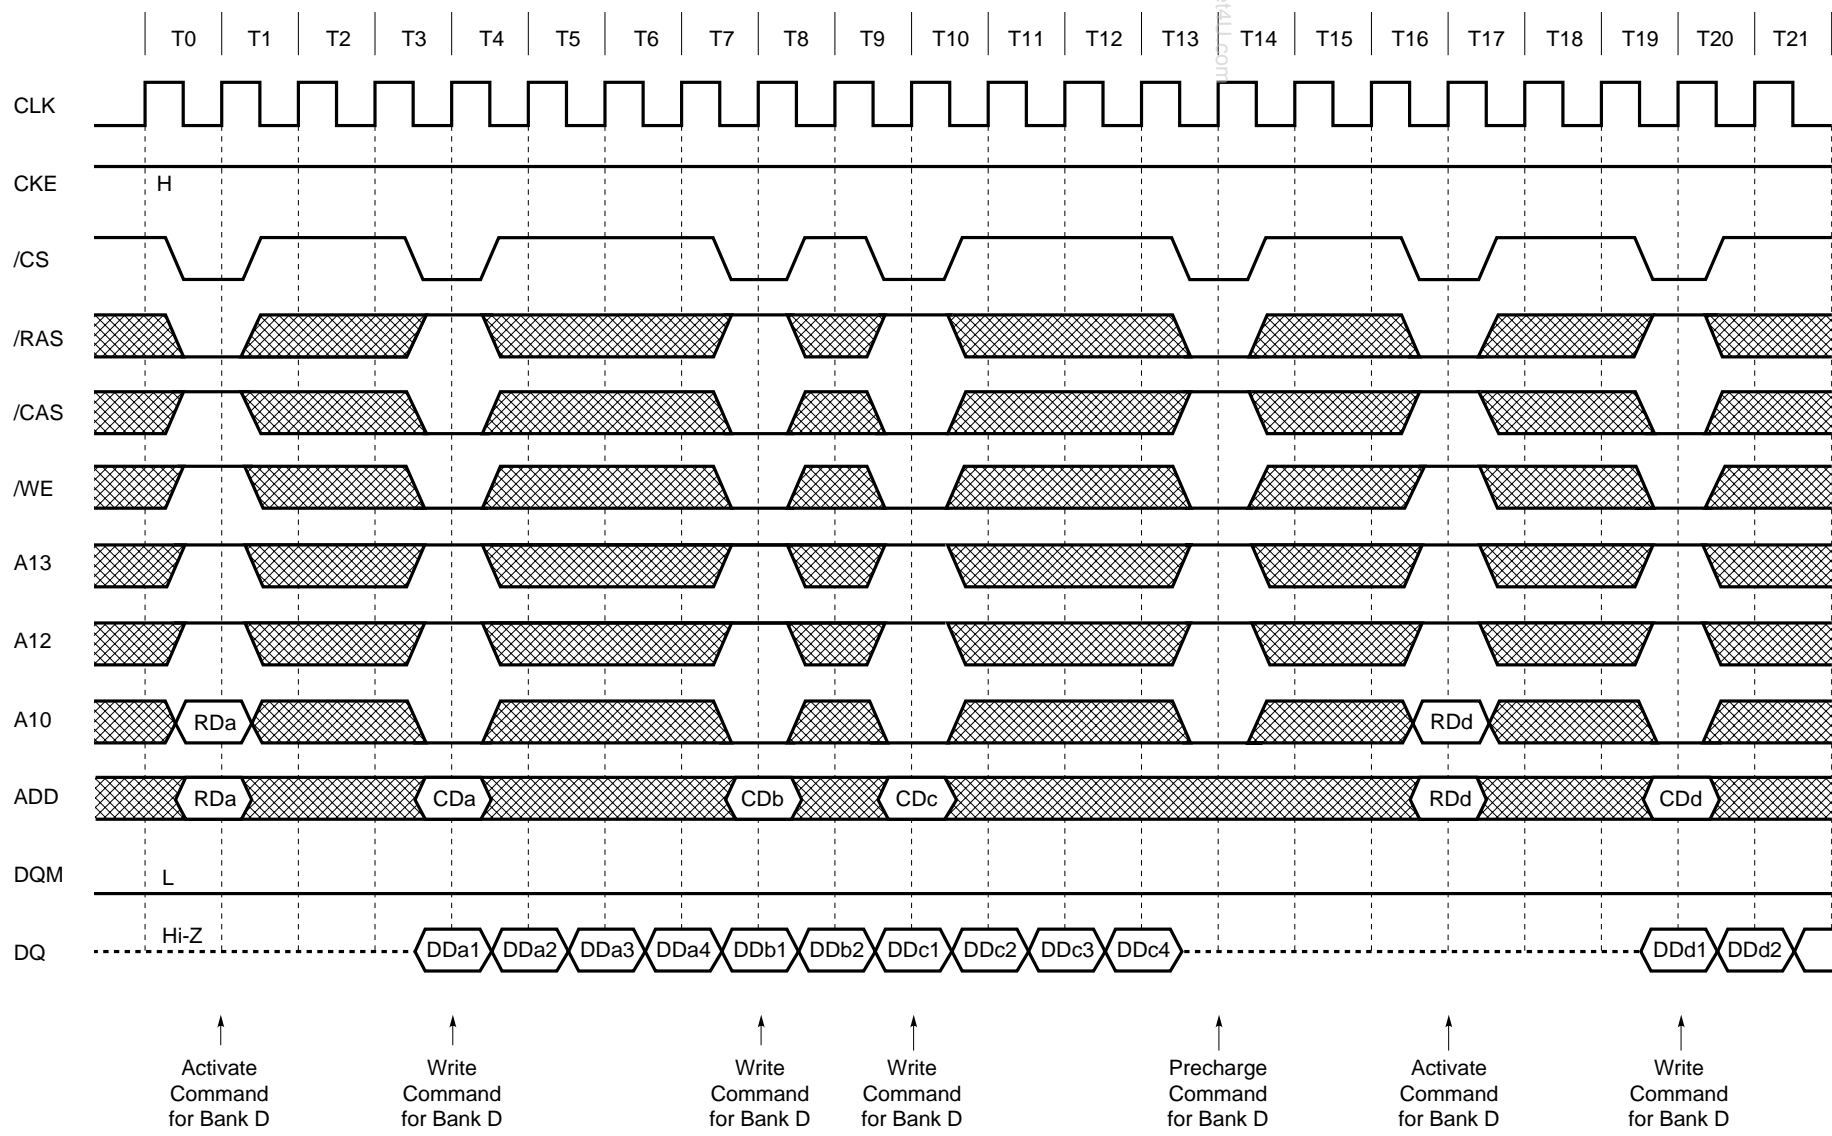 T0 T1 T2 T3 T4 T5 T6 T7 T8 T9 T10 T11 T12 T13 T14 T15 T16 T17 T18 T19 T20 T21
CLK
CKE H
/CS
/RAS
/CAS
/WE
A13
A12
A10 RDa RDd
ADD RDa CDa CDb CDc RDd CDd
DQM L
DQ Hi-Z DDa1 DDa2 DDa3 DDa4 DDb1 DDb2 DDc1 DDc2 DDc3 DDc4 DDd1 DDd2
Activate
Command
for Bank D
Write
Command
for Bank D
Write
Command
for Bank D
Write
Command
for Bank D
Precharge
Command
for Bank D
Activate
Command
for Bank D
Write
Command
for Bank D